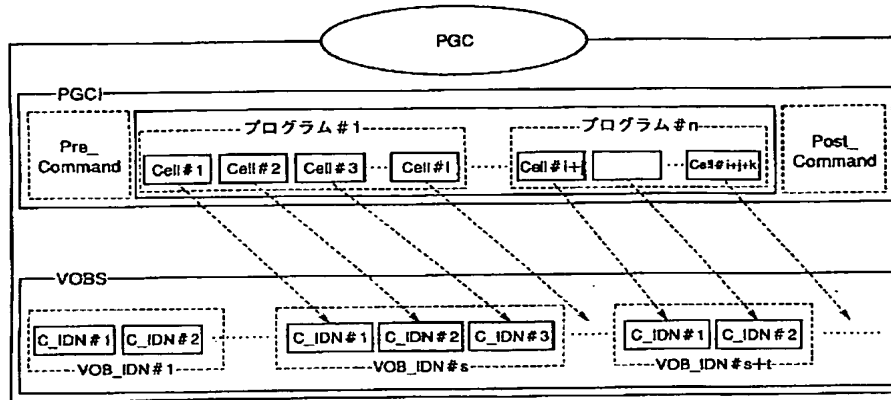 PGC
PGCI
Pre_
Command
プログラム#1
Cell#1 Cell#2 Cell#3 Cell#i
プログラム#n
Cell#i+j Cell#i+j+k
Post_
Command
VOBS
C_IDN#1 C_IDN#2
VOB_IDN#1
C_IDN#1 C_IDN#2 C_IDN#3
VOB_IDN#s
C_IDN#1 C_IDN#2
VOB_IDN#s+t